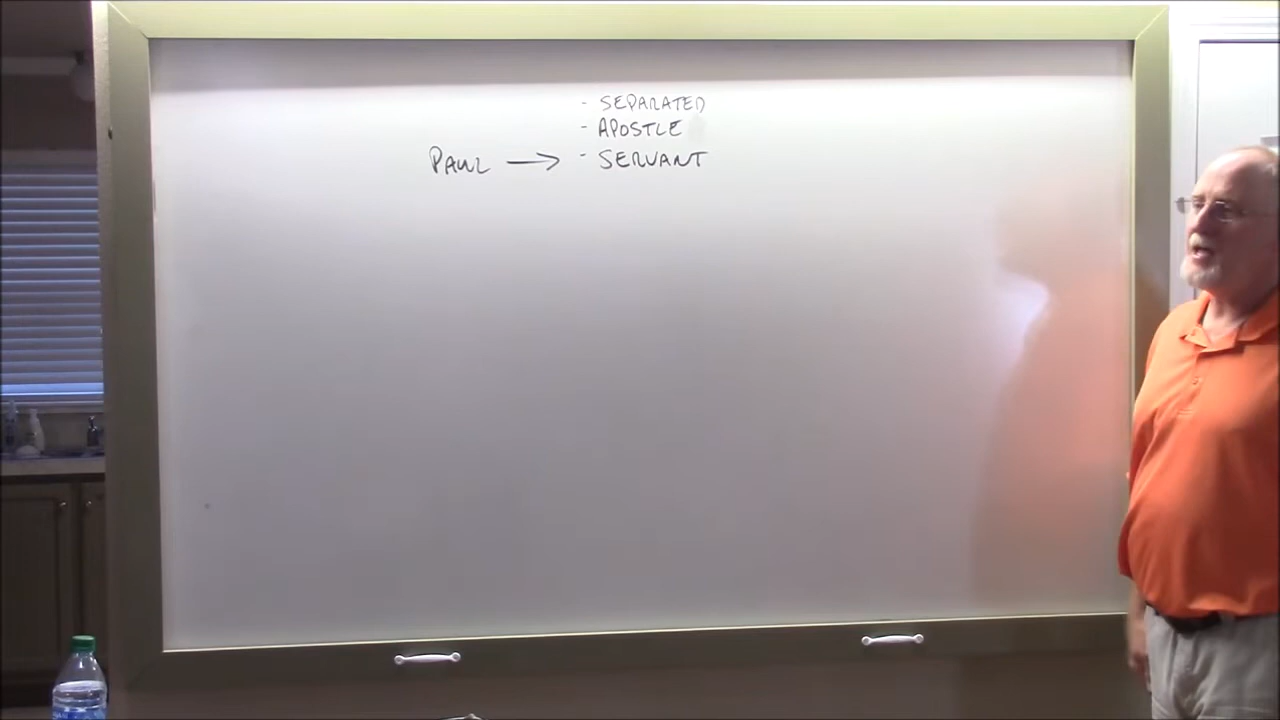 - SEPARATED
- APOSTLE
PAUL → - SERVANT